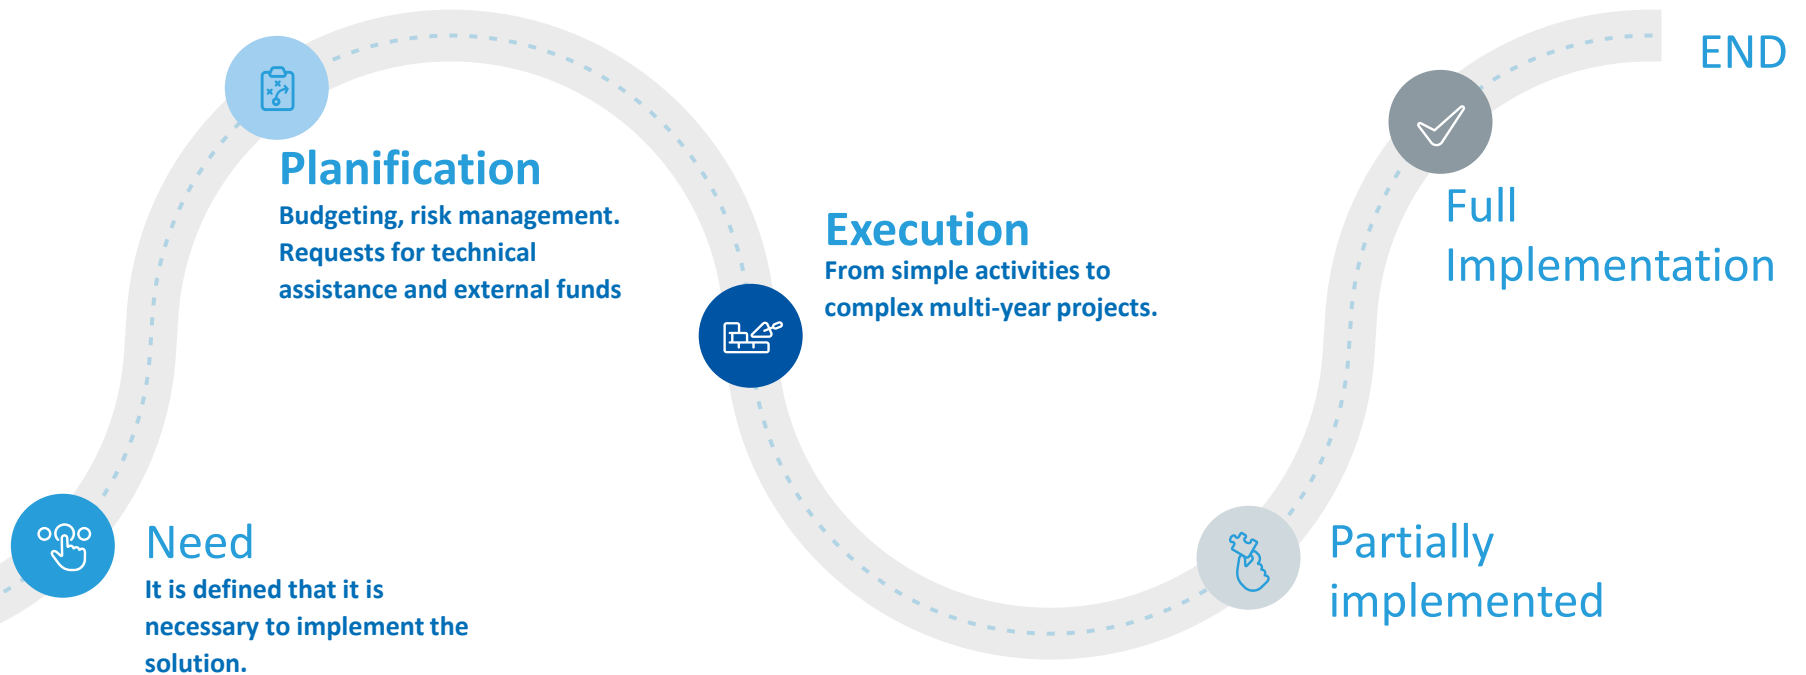 Need
It is defined that it is
necessary to implement the
solution.
Planification
Budgeting, risk management.
Requests for technical
assistance and external funds
Execution
From simple activities to
complex multi-year projects.
Partially
implemented
Full
Implementation
END